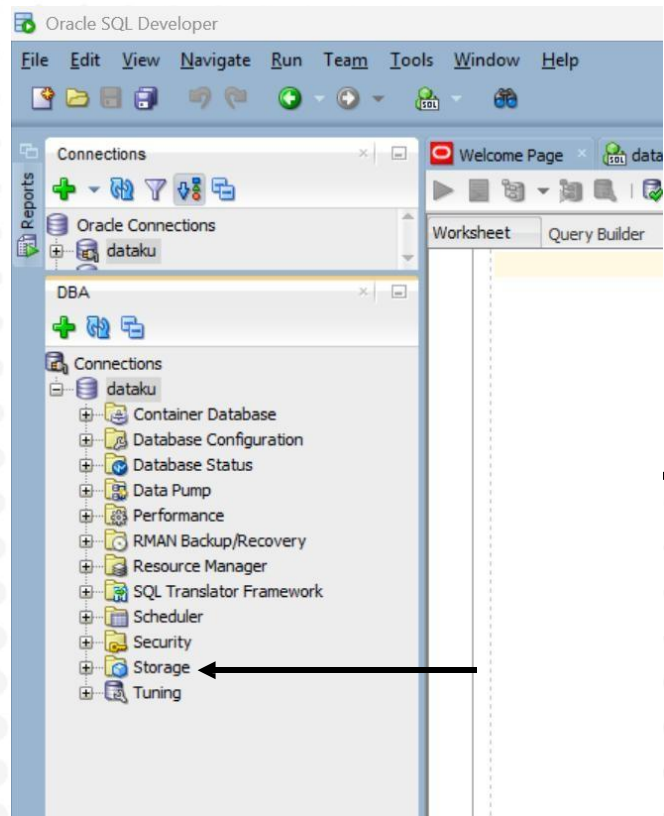 Oracle SQL Developer
File Edit View Navigate Run Team Tools Window Help
SQL
Reports
Connections
Oracle Connections
dataku
DBA
Connections
dataku
Container Database
Database Configuration
Database Status
Data Pump
Performance
RMAN Backup/Recovery
Resource Manager
SQL Translator Framework
Scheduler
Security
Storage
Tuning
Welcome Page data
Worksheet Query Builder